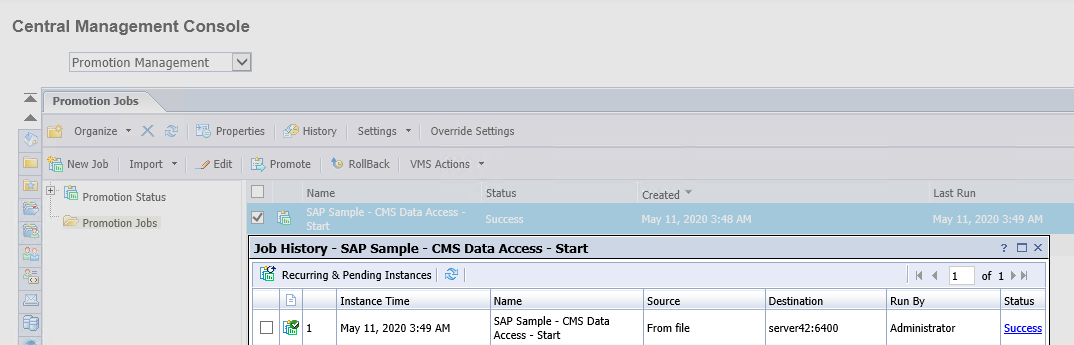 Central Management Console
Promotion Management
Promotion Jobs
Organize Properties History Settings Override Settings
New Job Import Edit Promote RollBack VMS Actions
Promotion Status
Promotion Jobs
Name Status Created Last Run
SAP Sample - CMS Data Access - Success May 11, 2020 3:48 AM May 11, 2020 3:49 AM
Start
Job History - SAP Sample - CMS Data Access - Start ?
Recurring & Pending Instances 1 of 1
Instance Time Name Source Destination Run By Status
1 May 11, 2020 3:49 AM SAP Sample - CMS Data From file server42:6400 Administrator Success
Access - Start